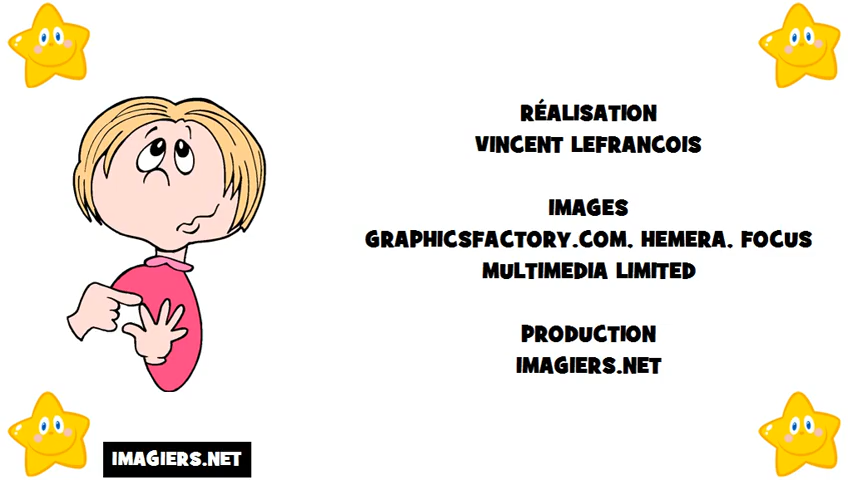 RÉALISATION
VINCENT LEFRANCOIS
IMAGES
GRAPHICSFACTORY.COM, HEMERA, FOCUS
MULTIMEDIA LIMITED
PRODUCTION
IMAGIERS.NET
IMAGIERS.NET